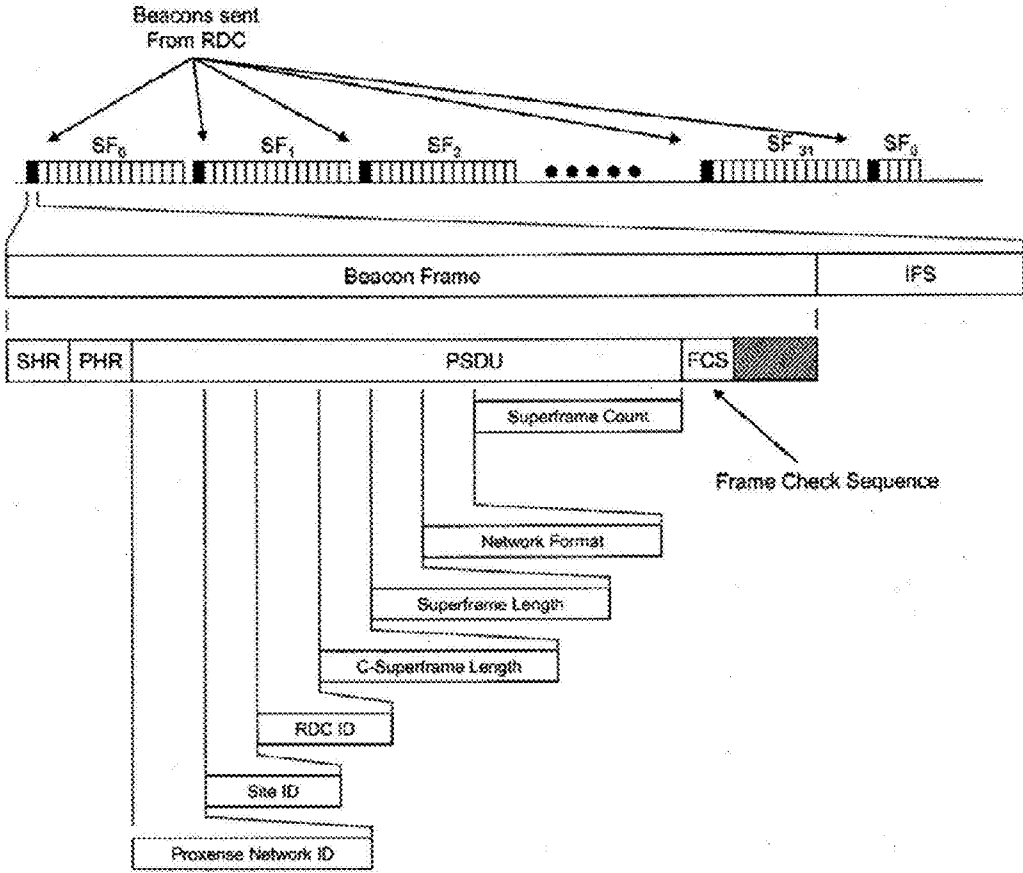 Beacons sent
From RDC
SF₀ SF₁ SF₂ SF₃₁ SF₀
Beacon Frame IFS
SHR PHR PSDU FCS
Superframe Count
Frame Check Sequence
Network Format
Superframe Length
C-Superframe Length
RDC ID
Site ID
Proxense Network ID